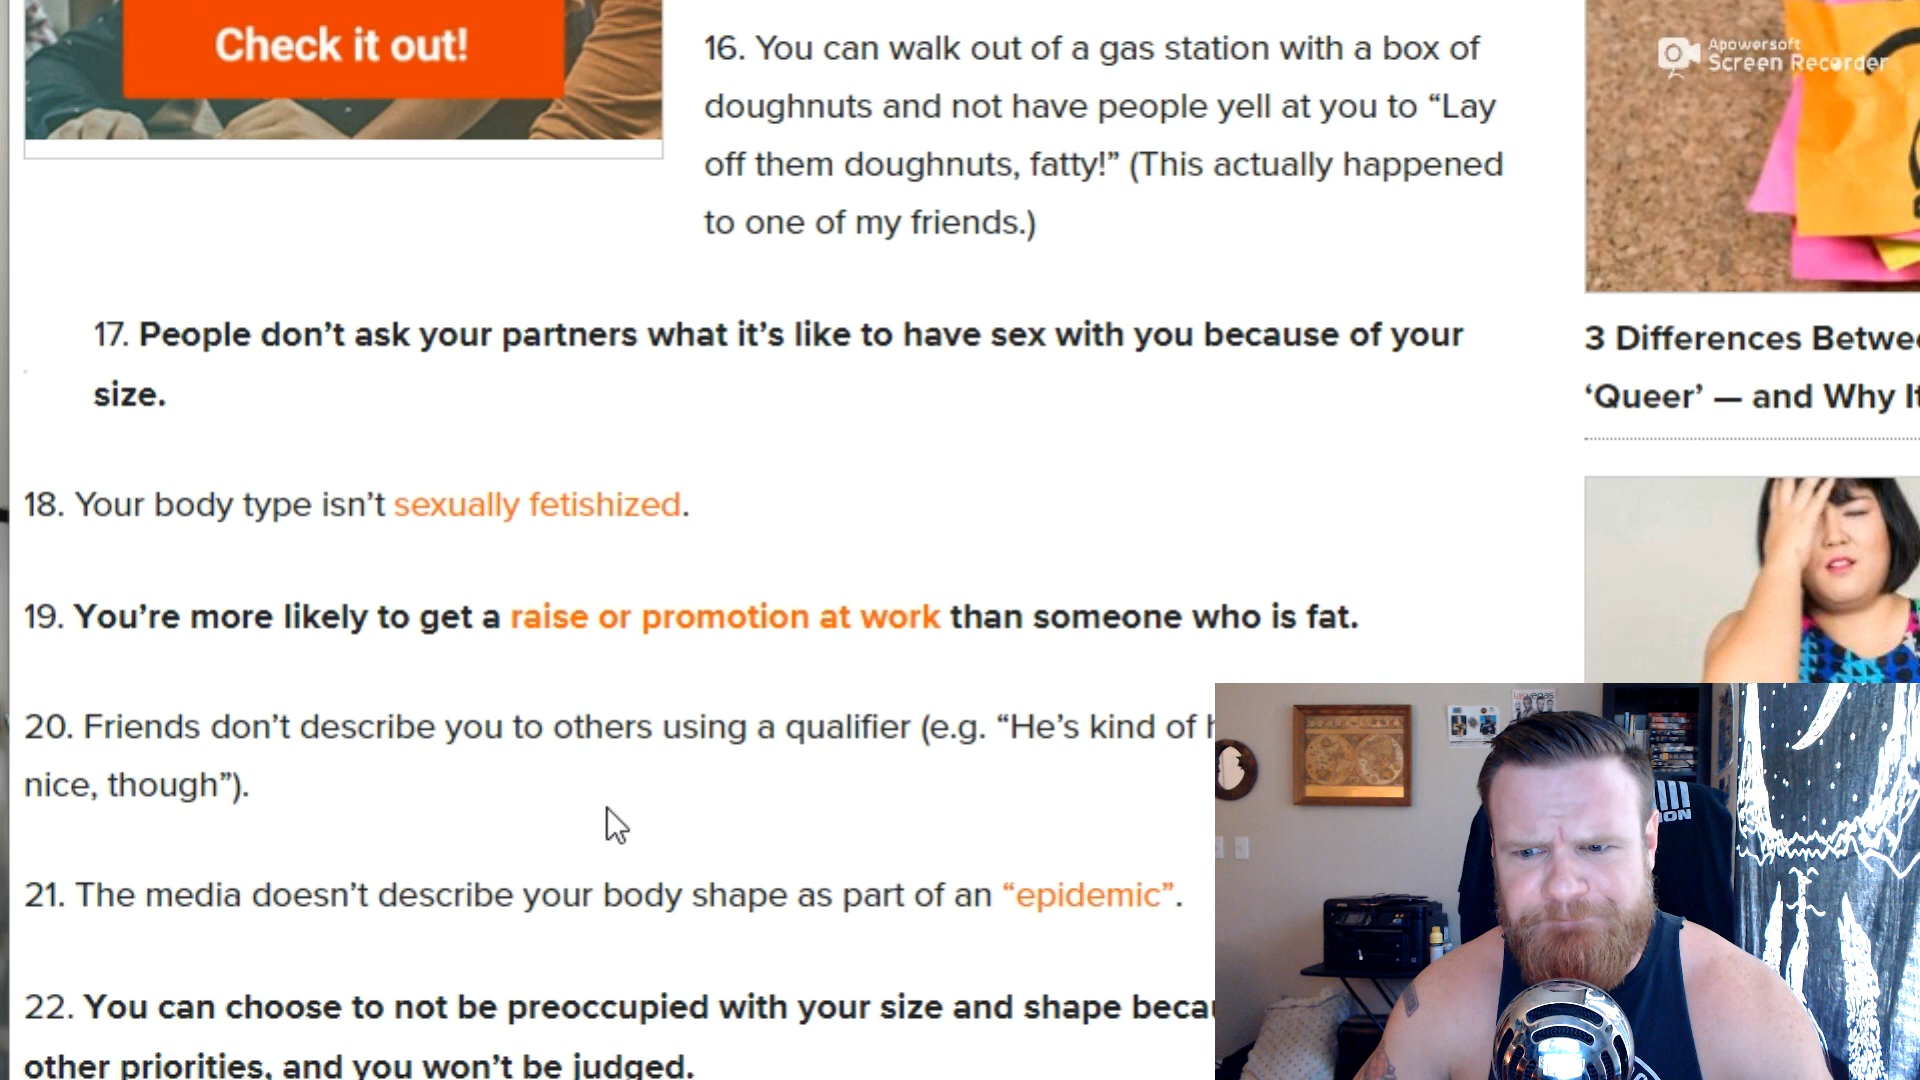 Check it out!
16. You can walk out of a gas station with a box of
doughnuts and not have people yell at you to “Lay
off them doughnuts, fatty!” (This actually happened
to one of my friends.)
17. People don’t ask your partners what it’s like to have sex with you because of your
size.
18. Your body type isn’t sexually fetishized.
19. You’re more likely to get a raise or promotion at work than someone who is fat.
20. Friends don’t describe you to others using a qualifier (e.g. “He’s kind of
nice, though”).
21. The media doesn’t describe your body shape as part of an “epidemic”.
22. You can choose to not be preoccupied with your size and shape
other priorities, and you won’t be judged.
Apowersoft
Screen Recorder
3 Differences
‘Queer’ — and Why